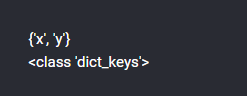 {'x', 'y'}
<class 'dict_keys'>